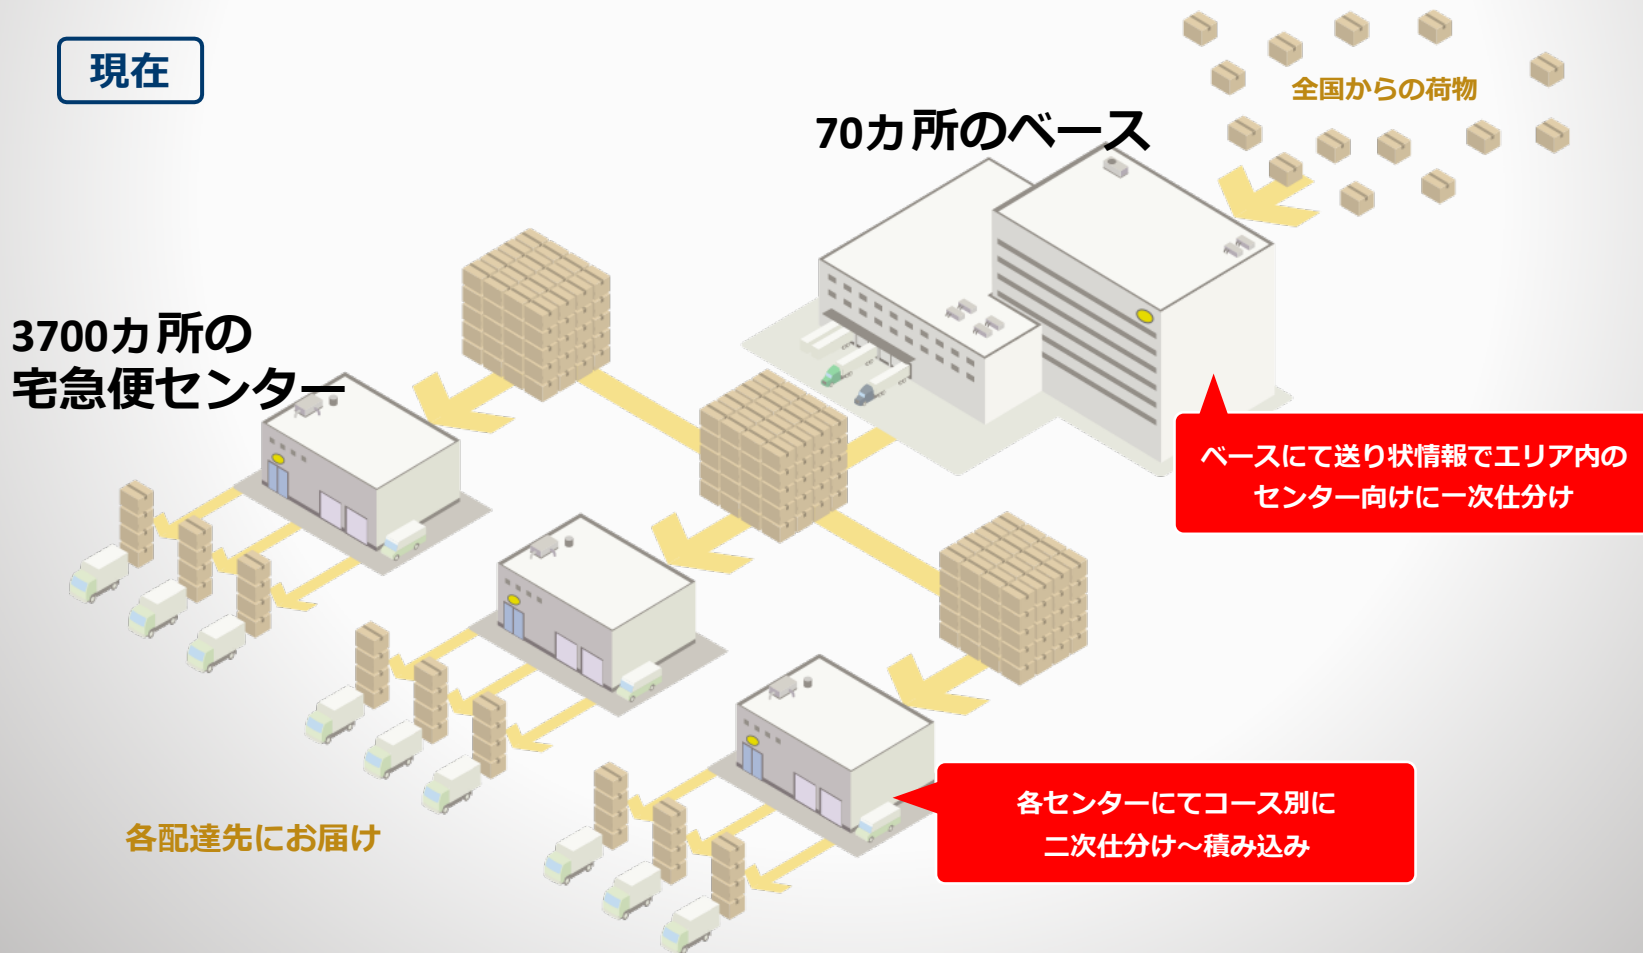 現在
全国からの荷物
70カ所のベース
3700カ所の
宅急便センター
ベースにて送り状情報でエリア内の
センター向けに一次仕分け
各センターにてコース別に
二次仕分け～積み込み
各配達先にお届け